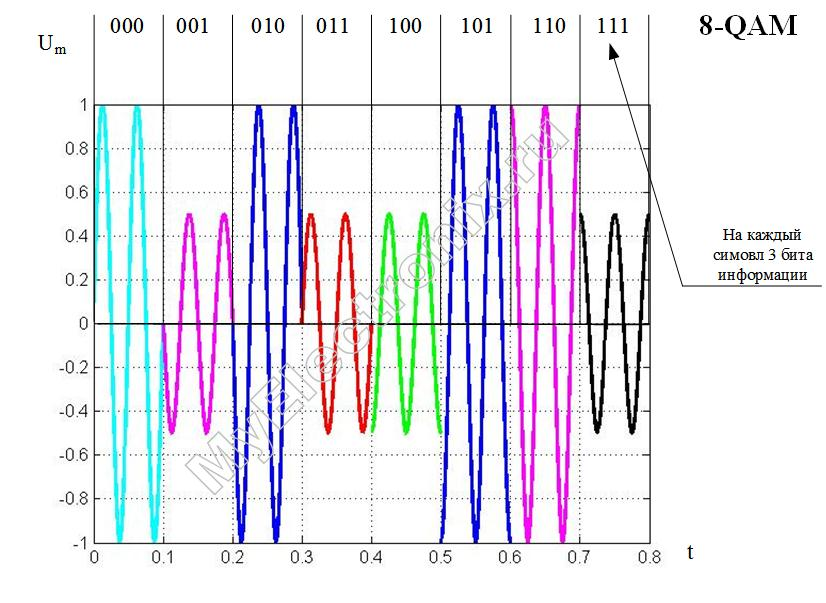 000 001 010 011 100 101 110 111 8-QAM
Um
1
0.8
0.6
0.4
0.2
0
-0.2
-0.4
-0.6
-0.8
-1
0 0.1 0.2 0.3 0.4 0.5 0.6 0.7 0.8 t
На каждый
симовл 3 бита
информации
MyElectronix.ru